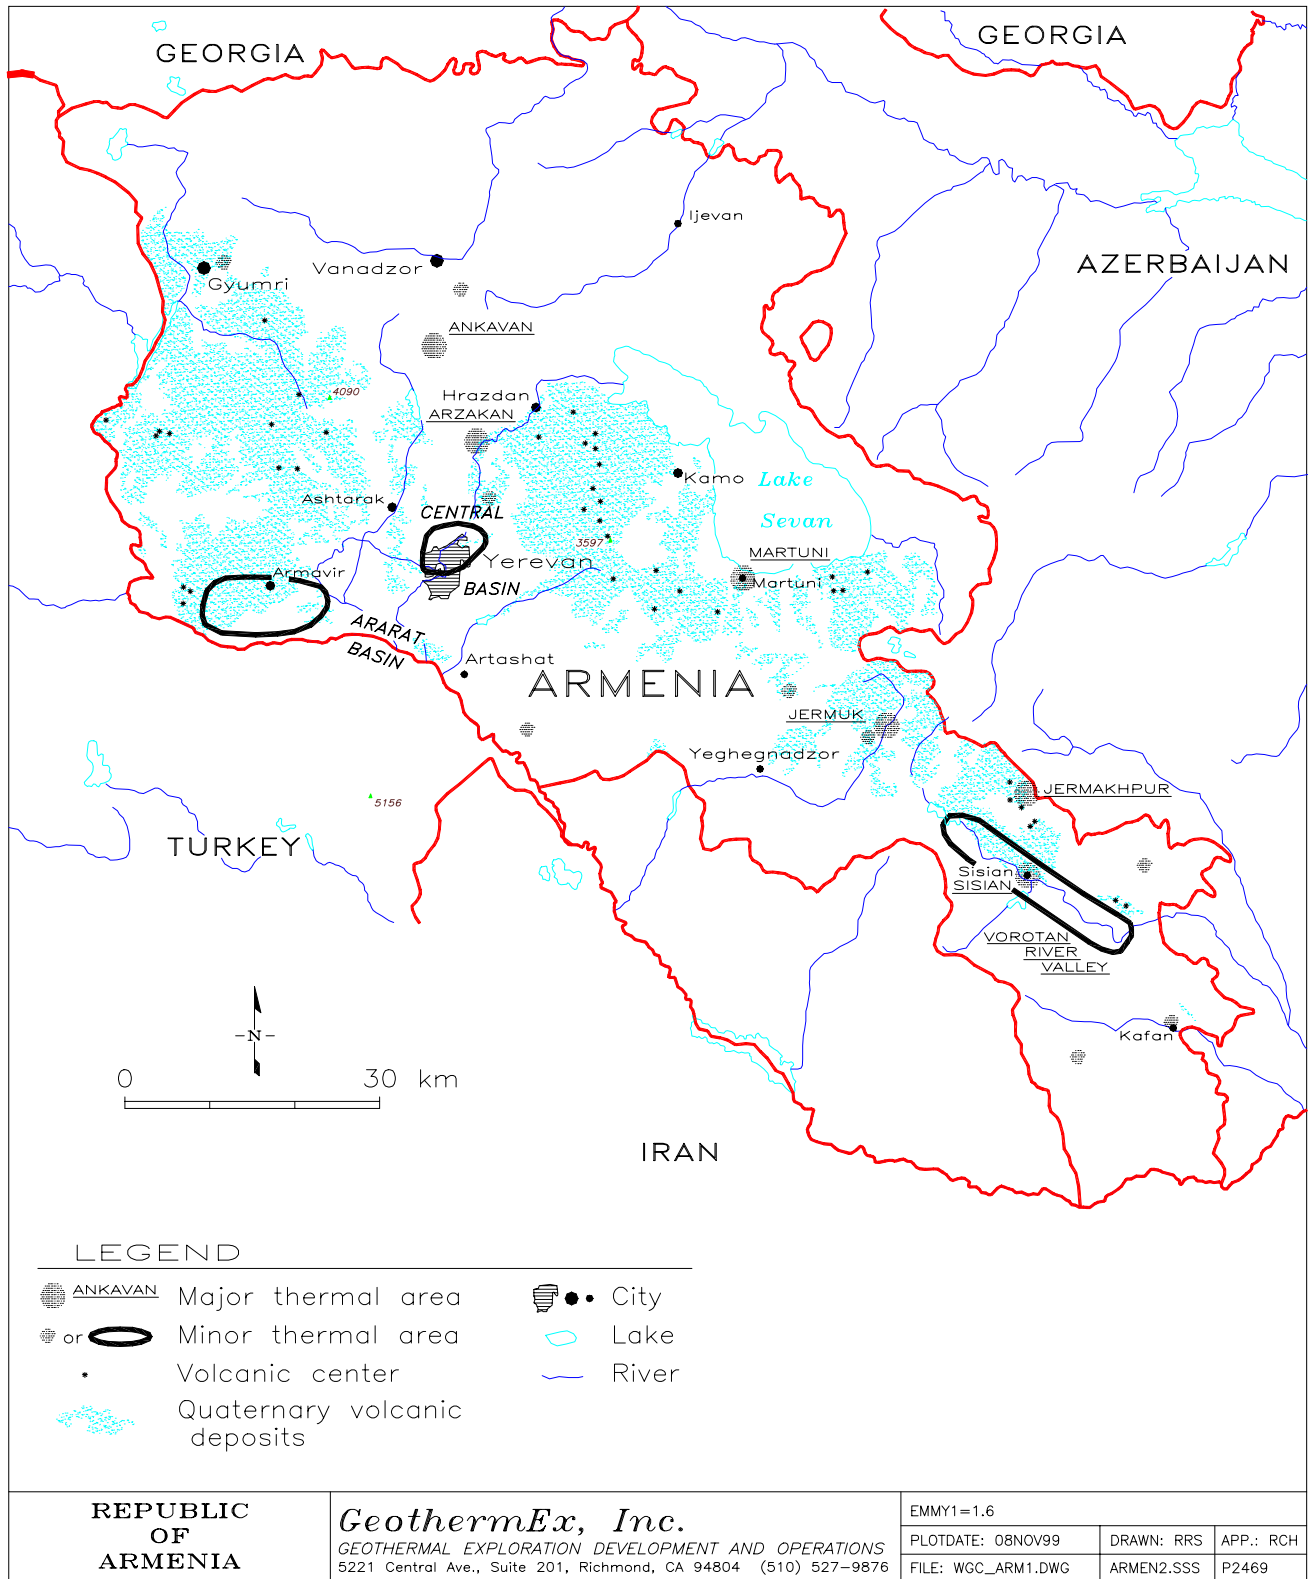 GEORGIA
GEORGIA
Ijevan
AZERBAIJAN
Vanadzor
Gyumri
ANKAVAN
4090
Hrazdan
ARZAKAN
Kamo
Lake
Sevan
Ashtarak
CENTRAL
BASIN
3597
MARTUNI
Martuni
Yerevan
Armavir
ARARAT
BASIN
Artashat
ARMENIA
JERMUK
Yeghegnadzor
JERMAKHPUR
5156
TURKEY
Sisian
SISIAN
VOROTAN
RIVER
VALLEY
Kafan
-N-
0 30 km
IRAN
LEGEND
ANKAVAN Major thermal area
or Minor thermal area
Volcanic center
Quaternary volcanic
deposits
City
Lake
River
REPUBLIC
OF
ARMENIA
GeothermEx, Inc.
GEOTHERMAL EXPLORATION DEVELOPMENT AND OPERATIONS
5221 Central Ave., Suite 201, Richmond, CA 94804 (510) 527-9876
EMMY1=1.6
PLOTDATE: 08NOV99 DRAWN: RRS APP.: RCH
FILE: WGC_ARM1.DWG ARMEN2.SSS P2469